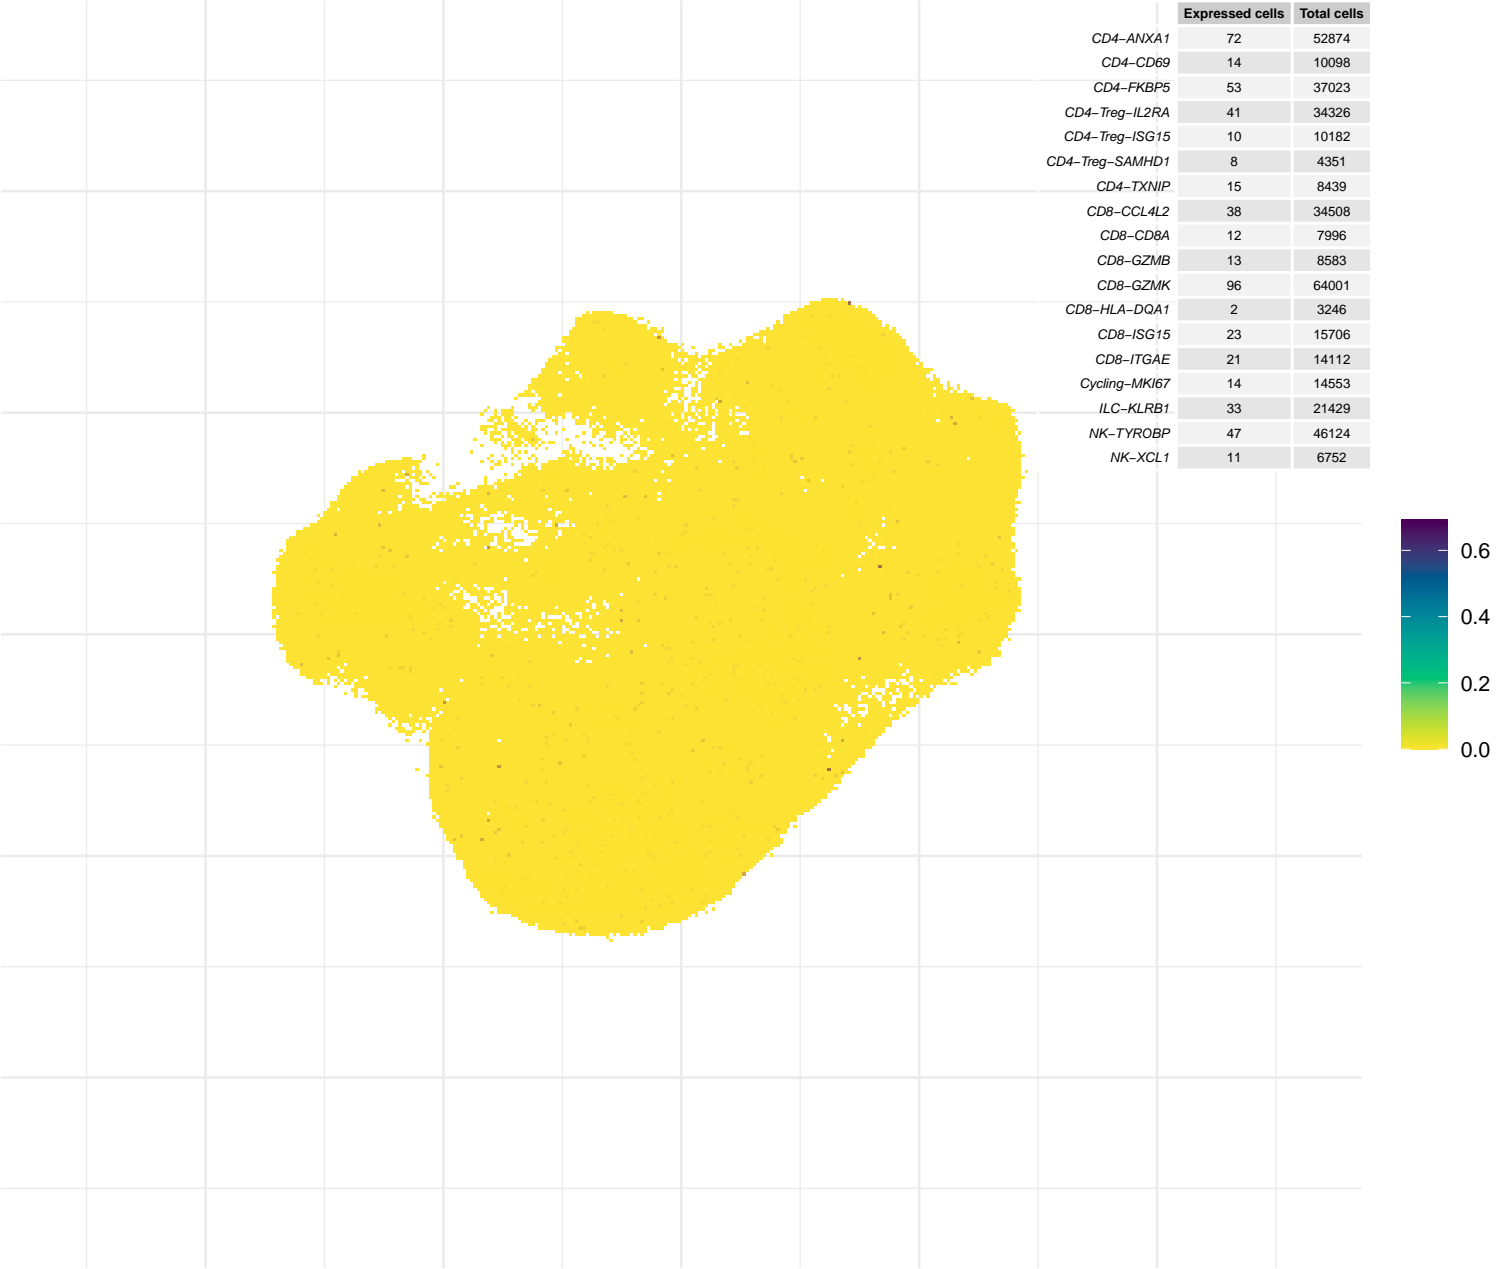 Expressed cells Total cells
CD4−ANXA1 72 52874
CD4−CD69 14 10098
CD4−FKBP5 53 37023
CD4−Treg−IL2RA 41 34326
CD4−Treg−ISG15 10 10182
CD4−Treg−SAMHD1 8 4351
CD4−TXNIP 15 8439
CD8−CCL4L2 38 34508
CD8−CD8A 12 7996
CD8−GZMB 13 8583
CD8−GZMK 96 64001
CD8−HLA−DQA1 2 3246
CD8−ISG15 23 15706
CD8−ITGAE 21 14112
Cycling−MKI67 14 14553
ILC−KLRB1 33 21429
NK−TYROBP 47 46124
NK−XCL1 11 6752
0.6
0.4
0.2
0.0